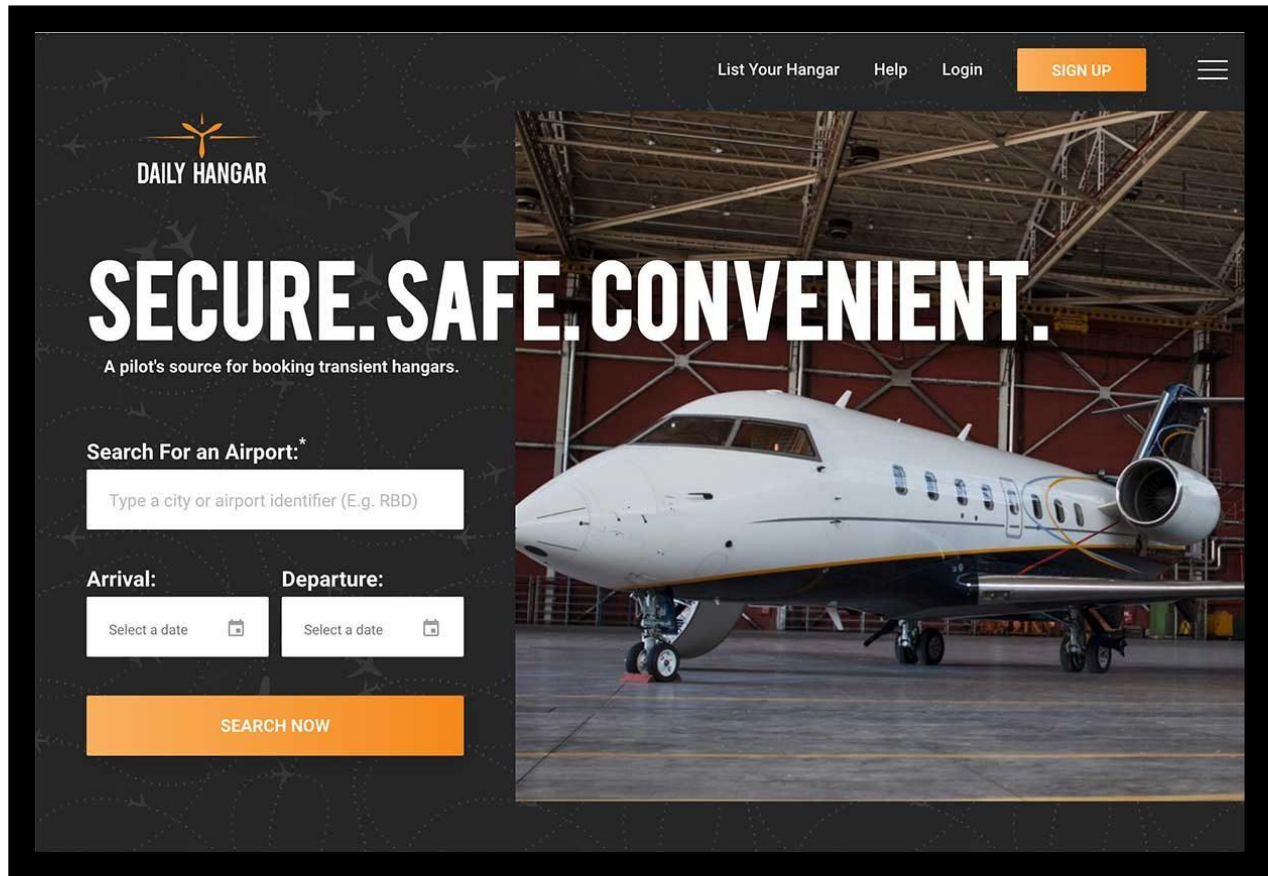 List Your Hangar Help Login SIGN UP
DAILY HANGAR
SECURE. SAFE. CONVENIENT.
A pilot's source for booking transient hangars.
Search For an Airport:*
Type a city or airport identifier (E.g. RBD)
Arrival: Departure:
Select a date Select a date
SEARCH NOW